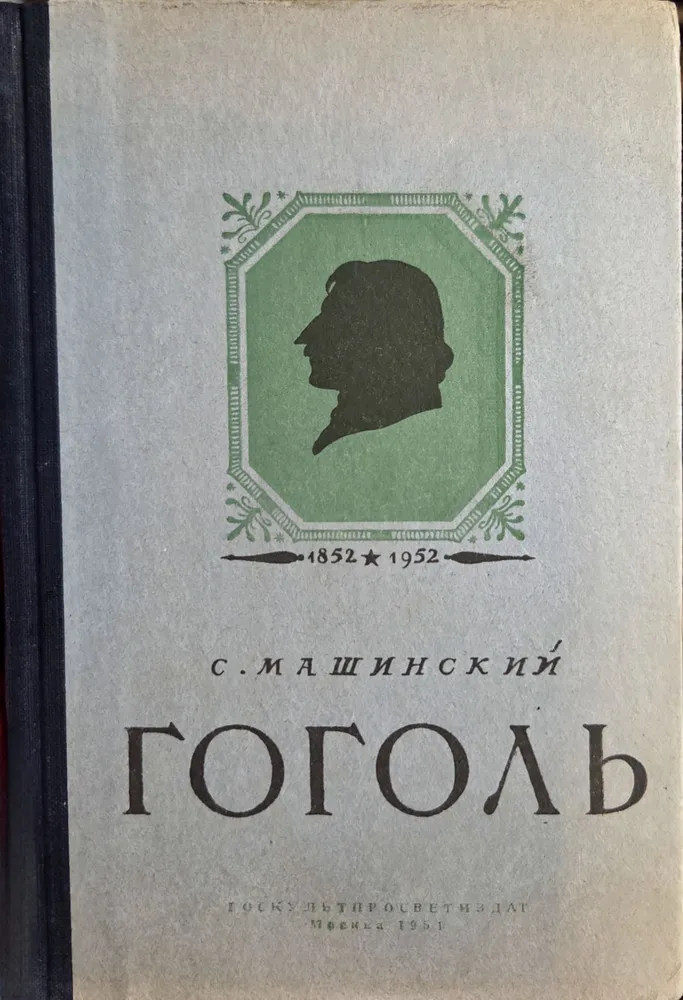 1852 ★ 1952
С. МАШИНСКИЙ
ГОГОЛЬ
ГОСКУЛЬТПРОСВЕТИЗДАТ
Москва 1951